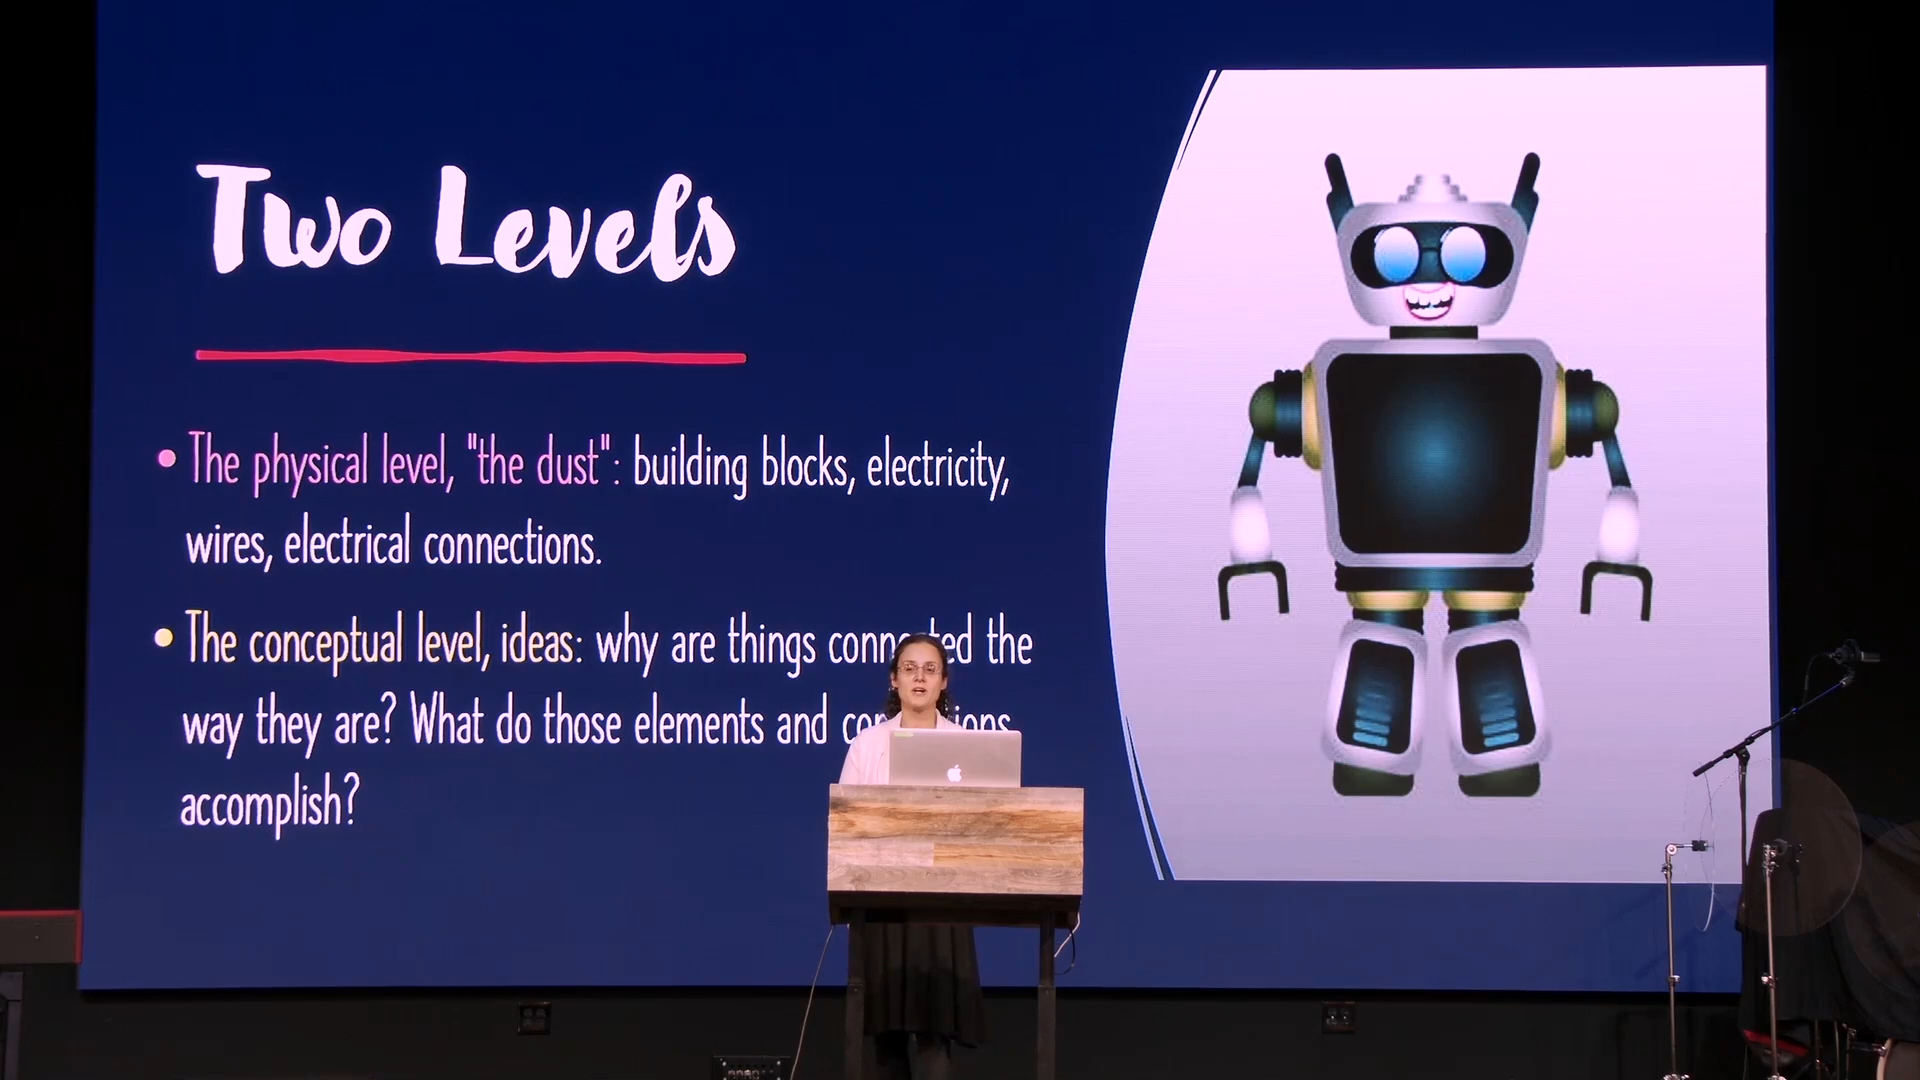 Two Levels
The physical level, "the dust": building blocks, electricity,
wires, electrical connections.
The conceptual level, ideas: why are things connected the
way they are? What do those elements and
accomplish?